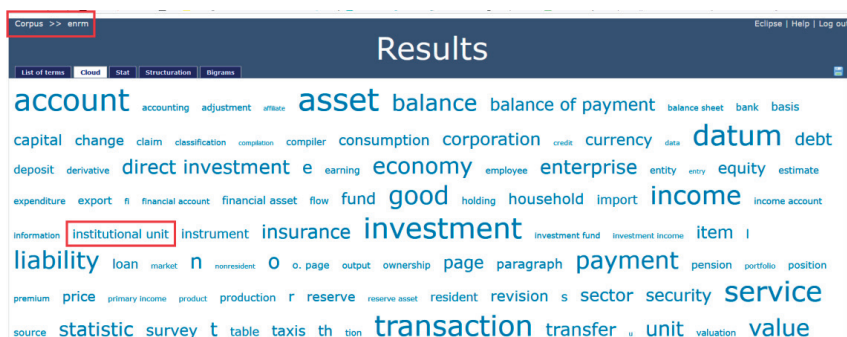 Corpus >> enrm
Eclipse | Help | Log out
Results
List of terms Cloud Stat Structuration Bigrams
account accounting adjustment affiliate asset balance balance of payment balance sheet bank basis
capital change claim classification compilation compiler consumption corporation credit currency data datum debt
deposit derivative direct investment e earning economy employee enterprise entity entry equity estimate
expenditure export fi financial account financial asset flow fund good holding household import income income account
information institutional unit instrument insurance investment investment fund investment income item l
liability loan market n nonresident o o. page output ownership page paragraph payment pension portfolio position
premium price primary income product production r reserve reserve asset resident revision s sector security service
source statistic survey t table taxis th tion transaction transfer u unit valuation value